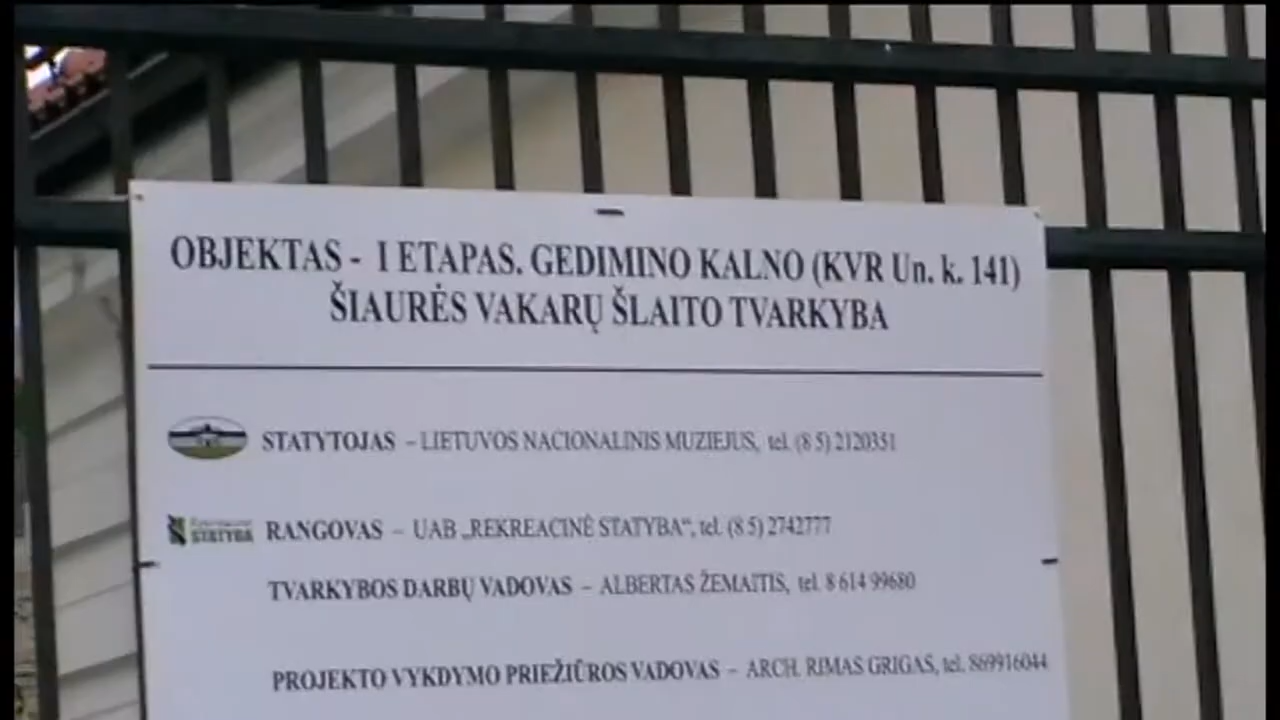 OBJEKTAS - I ETAPAS. GEDIMINO KALNO (KVR Un. k. 141)
ŠIAURĖS VAKARŲ ŠLAITO TVARKYBA
STATYTOJAS – LIETUVOS NACIONALINIS MUZIEJUS, tel. (8 5) 2120351
STATYBA RANGOVAS – UAB „REKREACINĖ STATYBA“, tel. (8 5) 2742777
TVARKYBOS DARBŲ VADOVAS – ALBERTAS ŽEMAITIS, tel. 8 614 99680
PROJEKTO VYKDYMO PRIEŽIŪROS VADOVAS – ARCH. RIMAS GRIGAS, tel. 869916044